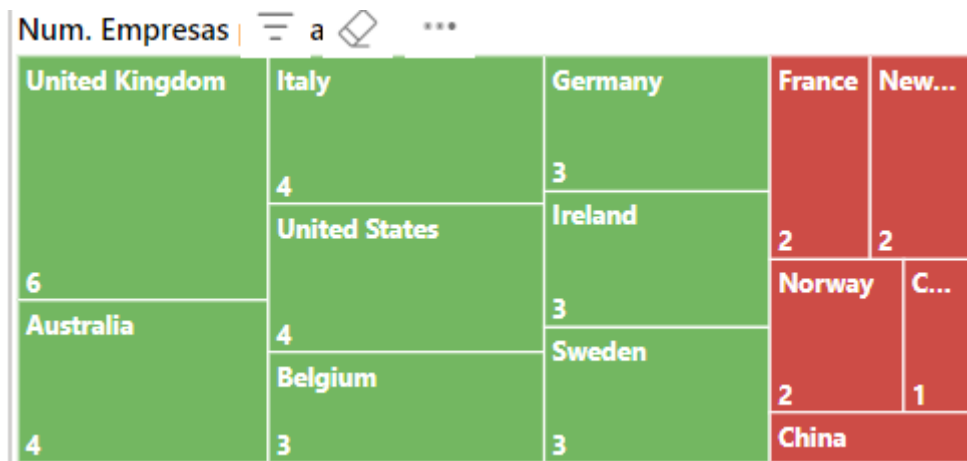 Num. Empresas a ...
United Kingdom
6
Australia
4
Italy
4
United States
4
Belgium
3
Germany
3
Ireland
3
Sweden
3
France
2
New...
2
Norway
2
C...
1
China